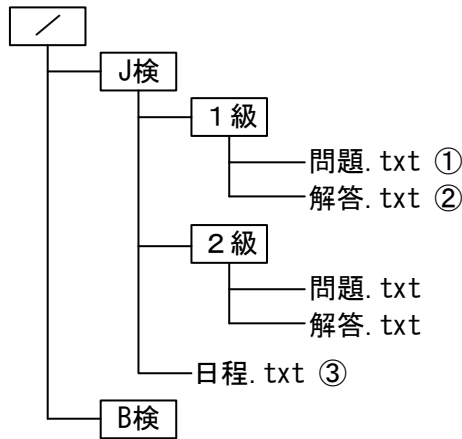 ／
J検
１級
問題.txt ①
解答.txt ②
２級
問題.txt
解答.txt
日程.txt ③
B検